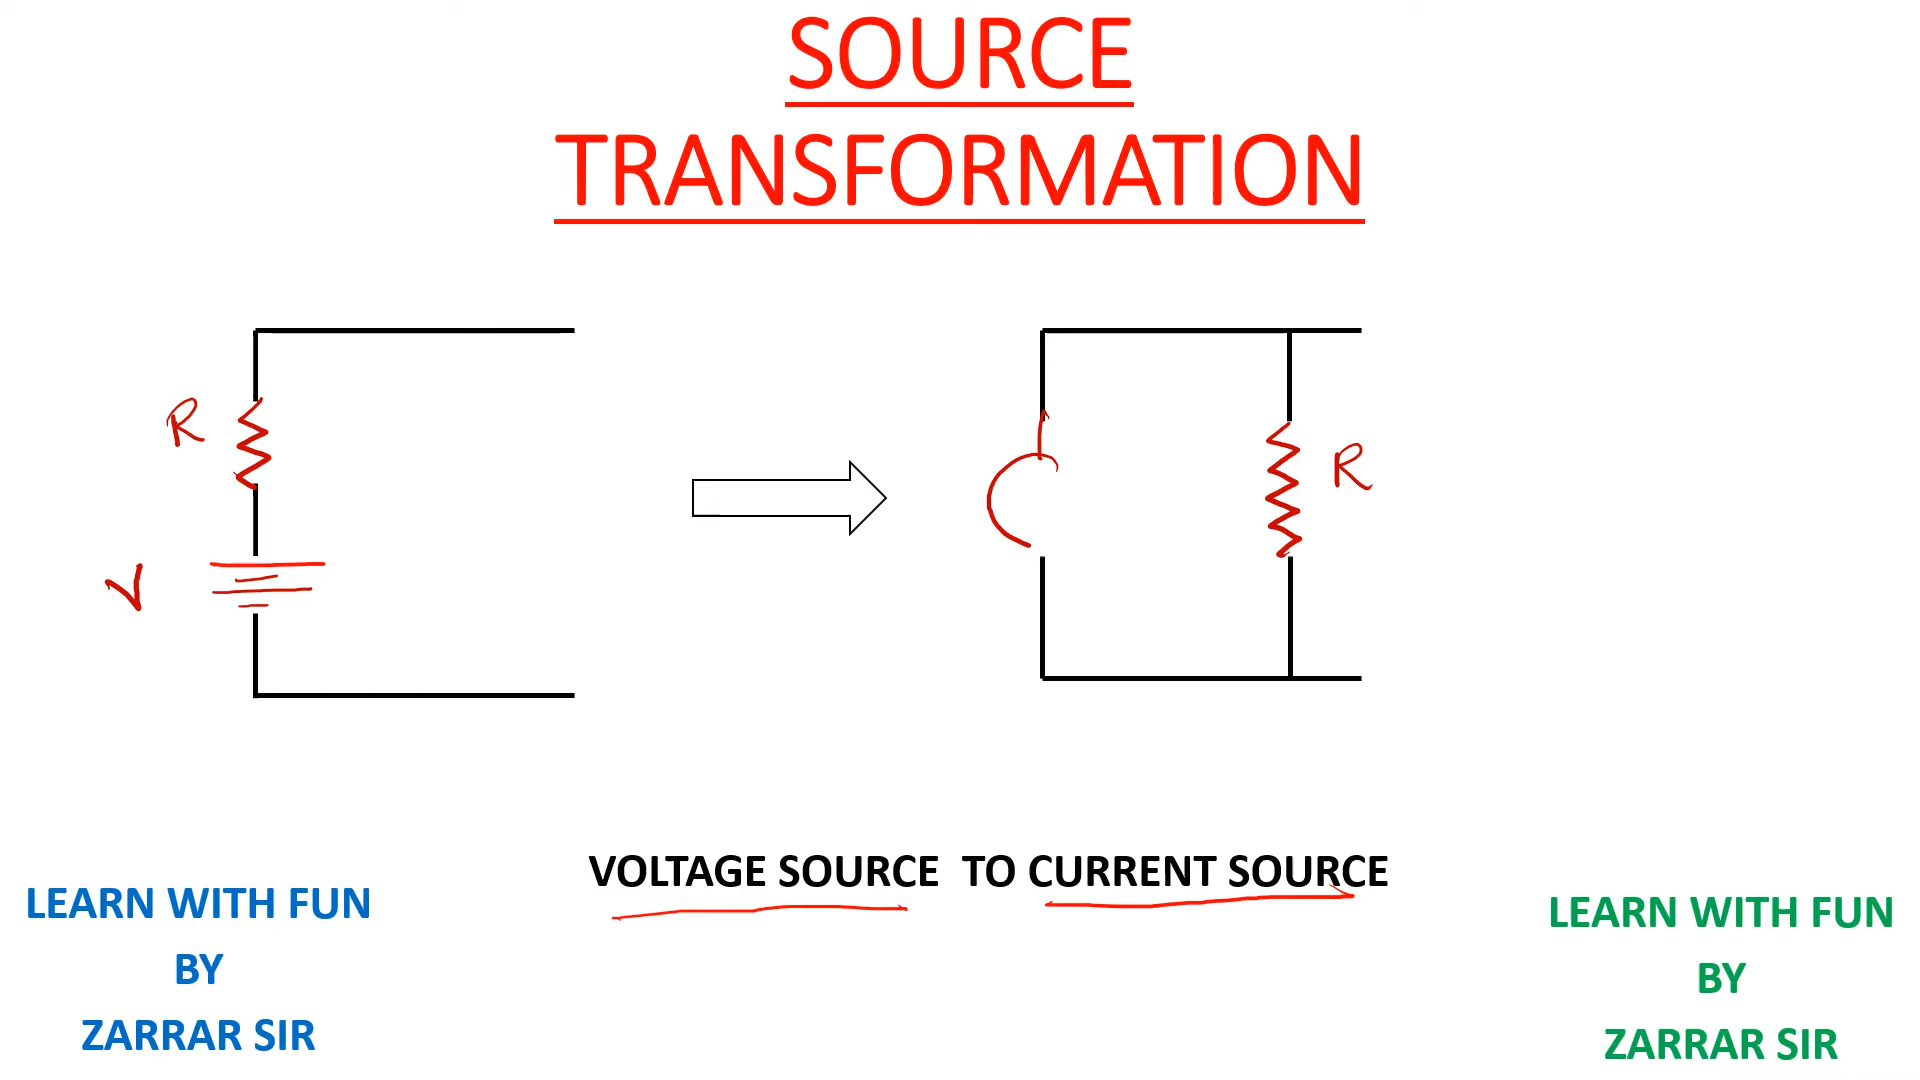 SOURCE
TRANSFORMATION
R
V
R
VOLTAGE SOURCE TO CURRENT SOURCE
LEARN WITH FUN
BY
ZARRAR SIR
LEARN WITH FUN
BY
ZARRAR SIR